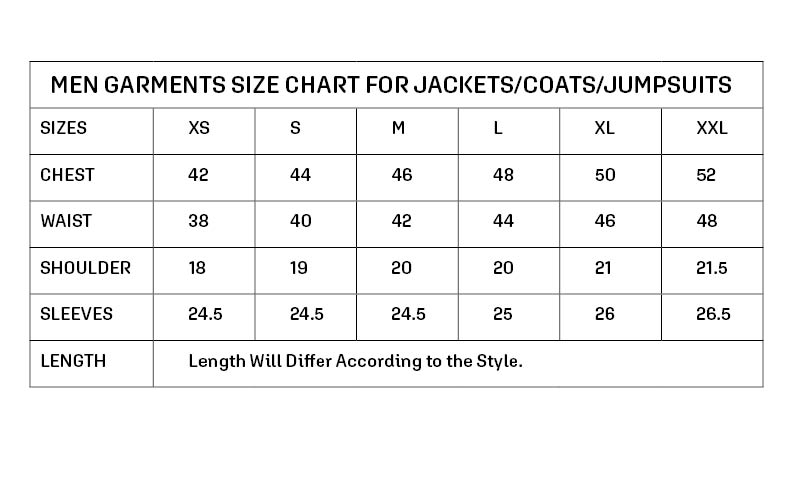 MEN GARMENTS SIZE CHART FOR JACKETS/COATS/JUMPSUITS
SIZES XS S M L XL XXL
CHEST 42 44 46 48 50 52
WAIST 38 40 42 44 46 48
SHOULDER 18 19 20 20 21 21.5
SLEEVES 24.5 24.5 24.5 25 26 26.5
LENGTH Length Will Differ According to the Style.